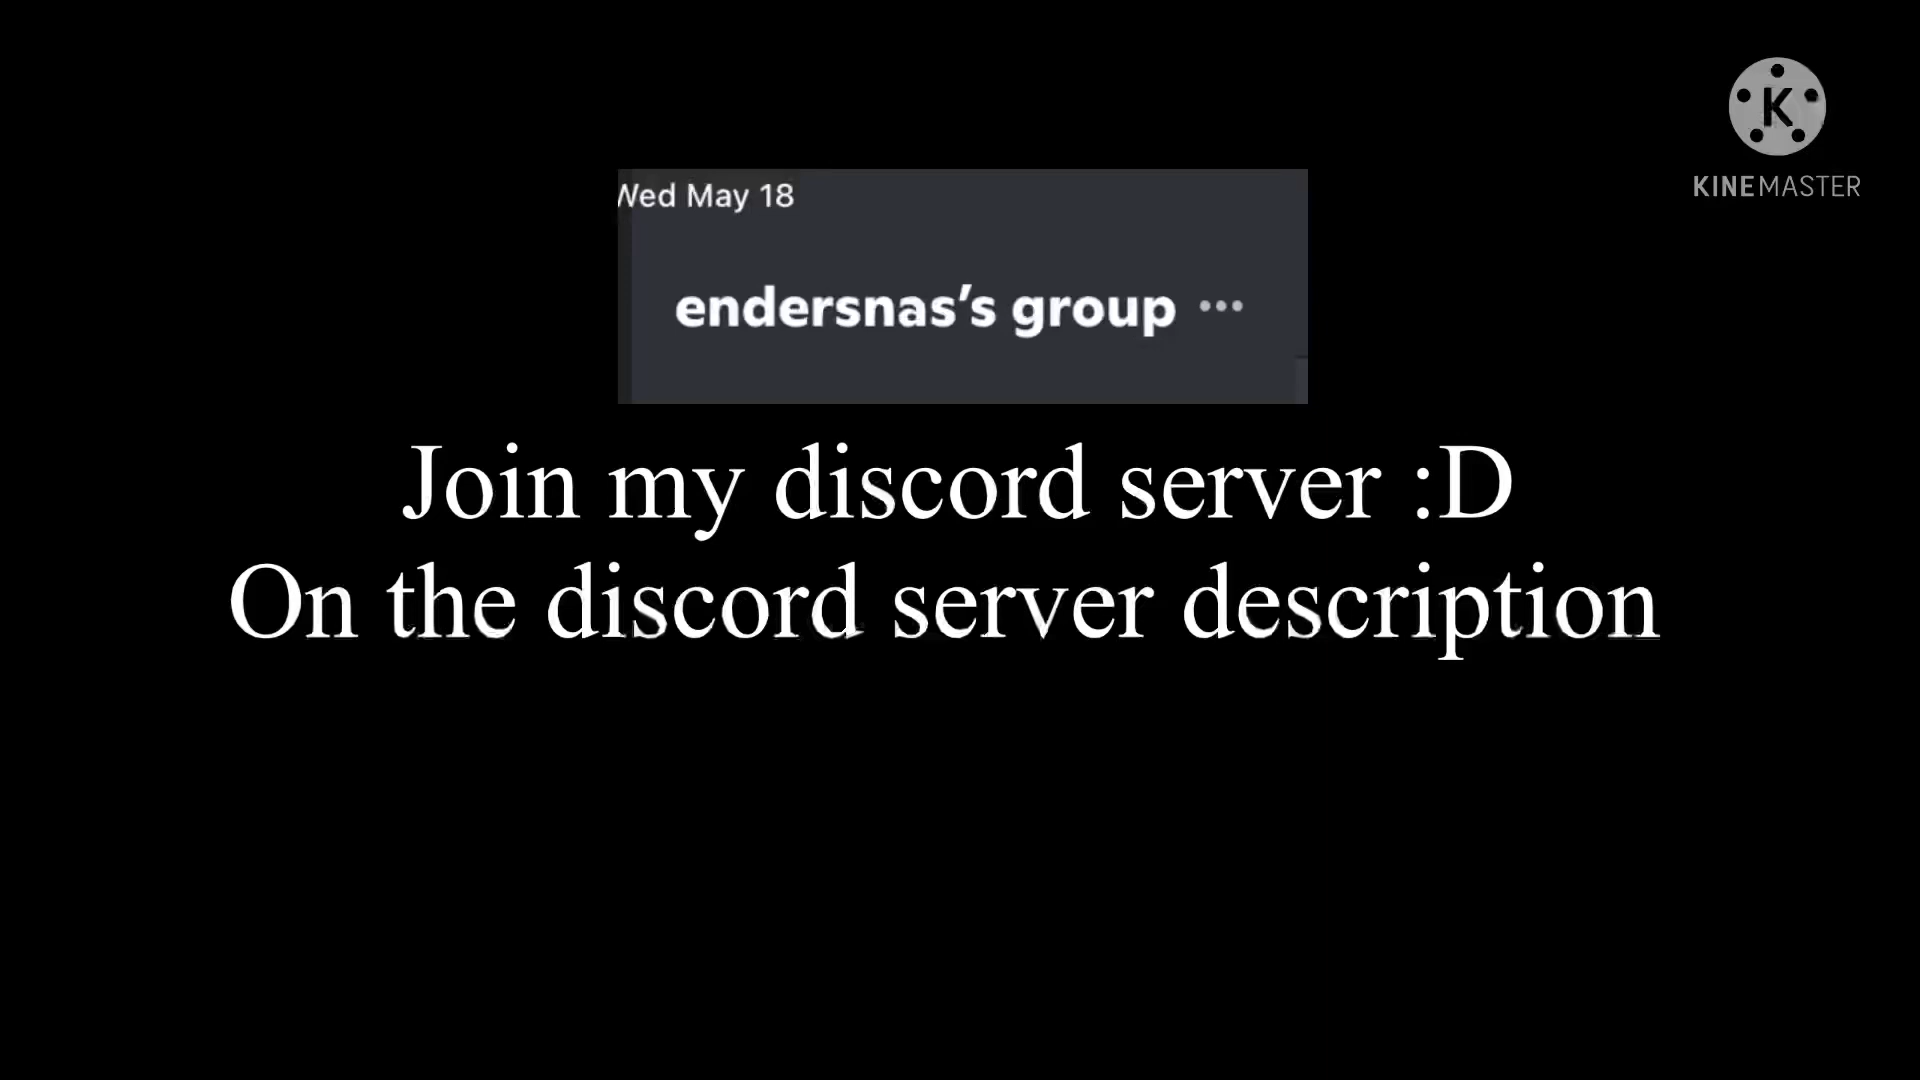 K
KINEMASTER
Wed May 18
endersnas’s group •••
Join my discord server :D
On the discord server description